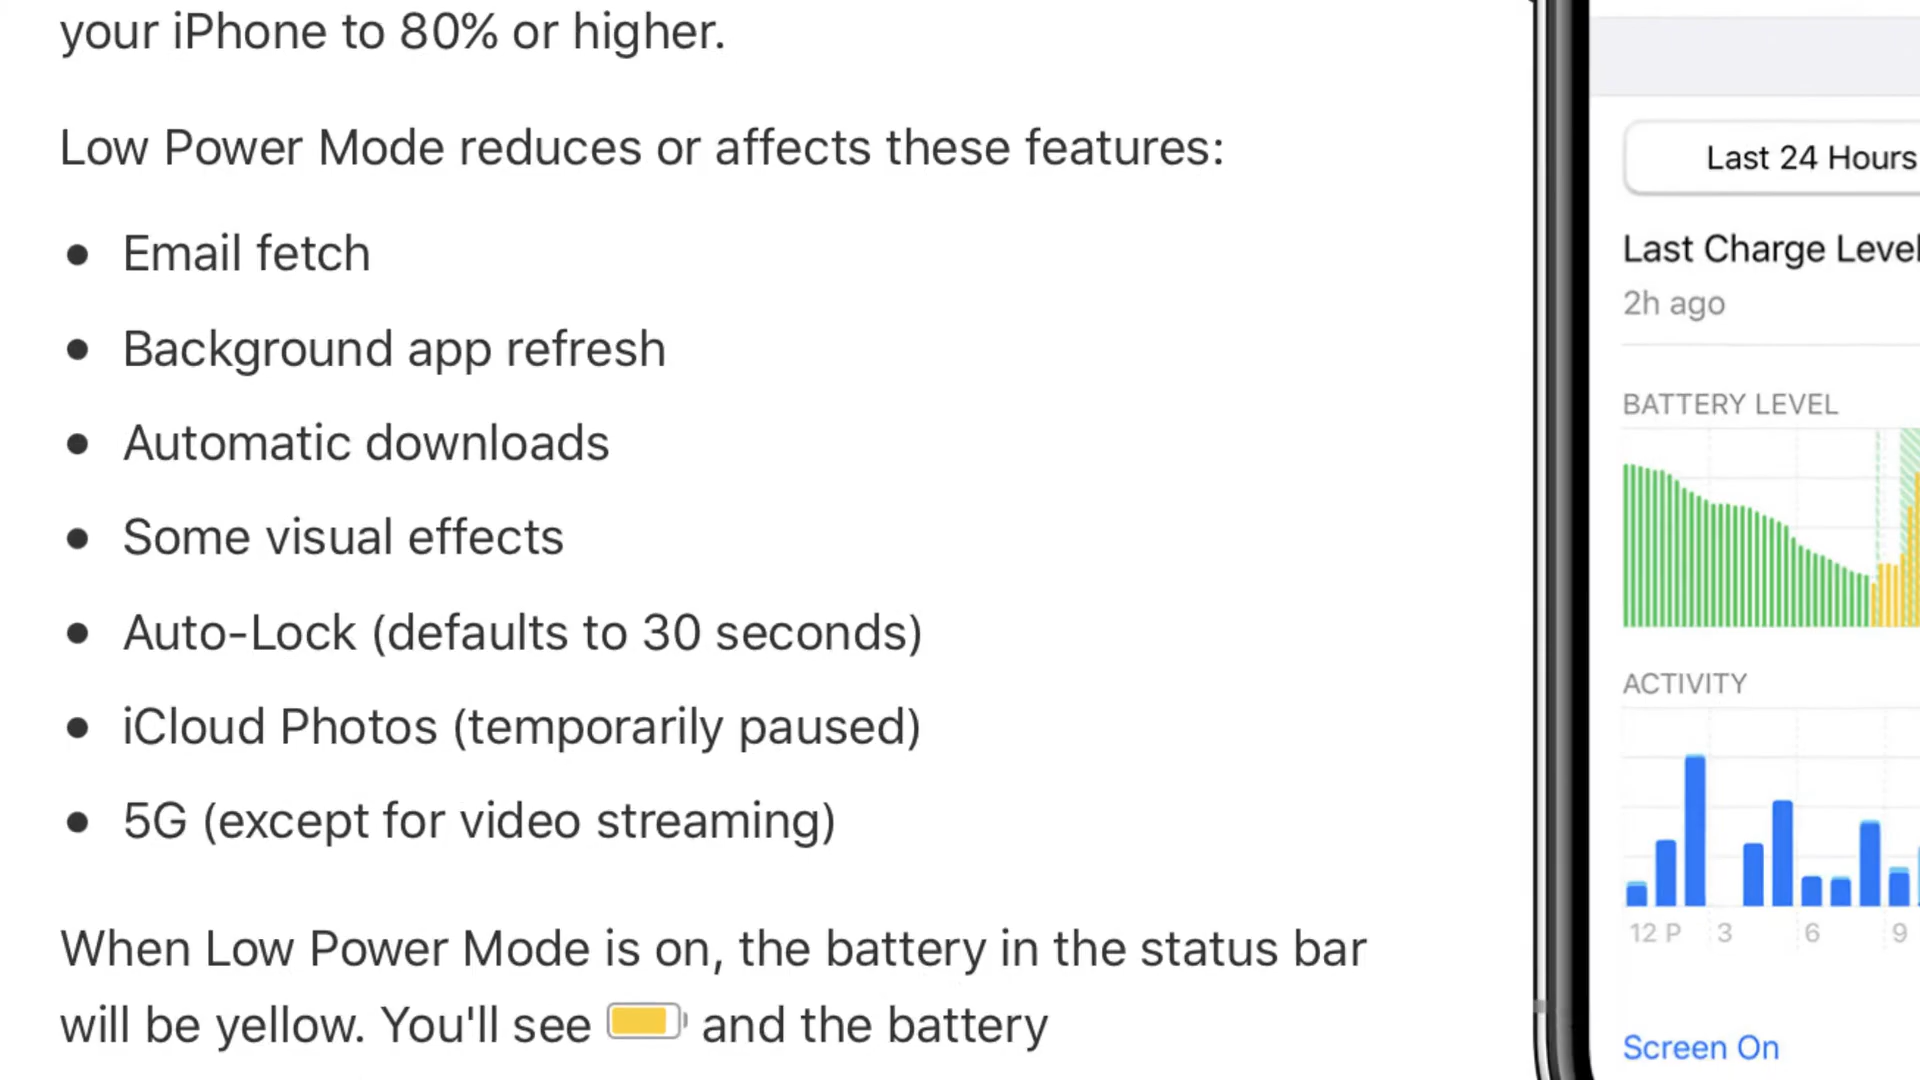 your iPhone to 80% or higher.
Low Power Mode reduces or affects these features:
• Email fetch
• Background app refresh
• Automatic downloads
• Some visual effects
• Auto-Lock (defaults to 30 seconds)
• iCloud Photos (temporarily paused)
• 5G (except for video streaming)
When Low Power Mode is on, the battery in the status bar
will be yellow. You'll see and the battery
Last 24 Hours
Last Charge Level
2h ago
BATTERY LEVEL
ACTIVITY
12 P 3 6 9
Screen On